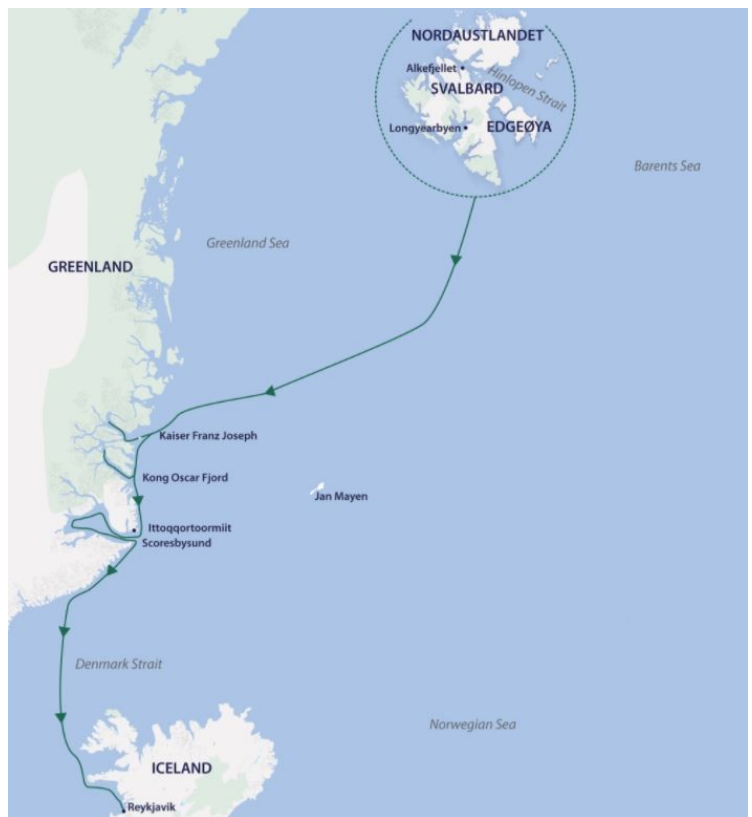 NORDAUSTLANDET
Alkefjellet
Hinlopen Strait
SVALBARD
Longyearbyen
EDGEØYA
Barents Sea
Greenland Sea
GREENLAND
Kaiser Franz Joseph
Kong Oscar Fjord
Jan Mayen
Ittoqqortoormiit
Scoresbysund
Denmark Strait
Norwegian Sea
ICELAND
Reykjavik